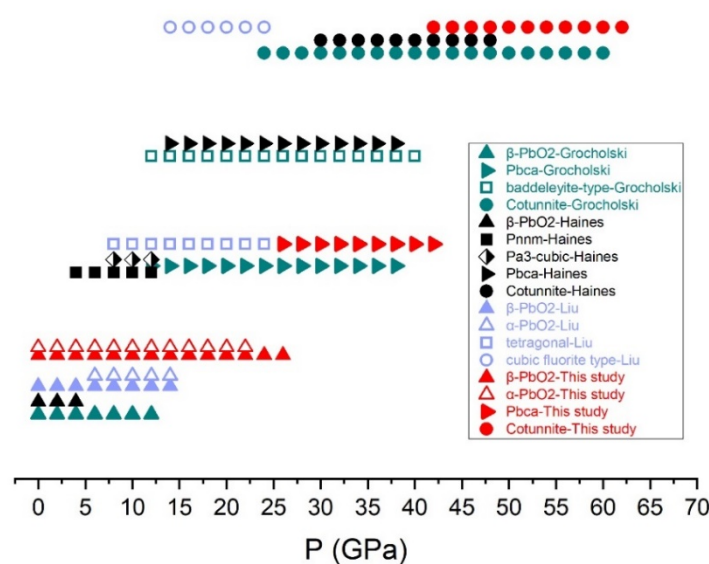 β-PbO2-Grocholski
Pbca-Grocholski
baddeleyite-type-Grocholski
Cotunnite-Grocholski
β-PbO2-Haines
Pnnm-Haines
Pa3-cubic-Haines
Pbca-Haines
Cotunnite-Haines
β-PbO2-Liu
α-PbO2-Liu
tetragonal-Liu
cubic fluorite type-Liu
β-PbO2-This study
α-PbO2-This study
Pbca-This study
Cotunnite-This study
0 5 10 15 20 25 30 35 40 45 50 55 60 65 70
P (GPa)